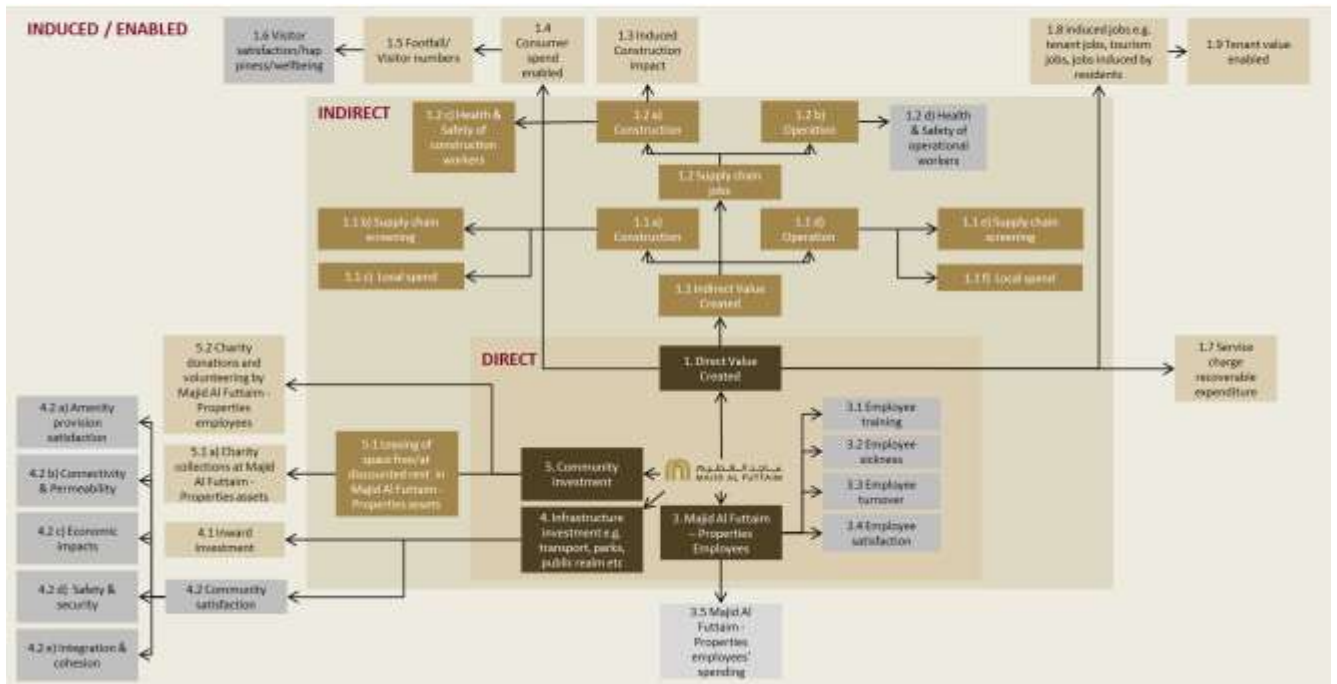 INDUCED / ENABLED
1.6 Visitor
satisfaction/hap
piness/wellbeing
1.5 Footfall/
Visitor numbers
1.4
Consumer
spend
enabled
1.3 Induced
Construction
Impact
1.8 Induced jobs e.g.
tenant jobs, tourism
jobs, jobs induced by
residents
1.9 Tenant value
enabled
INDIRECT
1.2 c) Health &
Safety of
construction
workers
1.2 a)
Construction
1.2 b)
Operation
1.2 d) Health
& Safety of
operational
workers
1.2 Supply chain
jobs
1.1 b) Supply chain
screening
1.1 a)
Construction
1.1 d)
Operation
1.1 e) Supply chain
screening
1.1 c) Local spend
1.1 f) Local spend
1.1 Indirect Value
Created
DIRECT
1. Direct Value
Created
1.7 Service
charge
recoverable
expenditure
5.2 Charity
donations and
volunteering by
Majid Al Futtaim -
Properties
employees
4.2 a) Amenity
provision
satisfaction
3.1 Employee
training
3.2 Employee
sickness
3.3 Employee
turnover
3.4 Employee
satisfaction
5.1 a) Charity
collections at Majid
Al Futtaim -
Properties assets
5.1 Leasing of
space free/at
discounted rent in
Majid Al Futtaim -
Properties assets
5. Community
Investment
ماجد الفطيم
MAJID AL FUTTAIM
4.2 b) Connectivity
& Permeability
4. Infrastructure
investment e.g.
transport, parks,
public realm etc
3. Majid Al Futtaim
– Properties
Employees
4.2 c) Economic
impacts
4.1 Inward
Investment
4.2 d) Safety &
security
4.2 Community
satisfaction
4.2 e) Integration &
cohesion
3.5 Majid Al
Futtaim -
Properties
employees'
spending